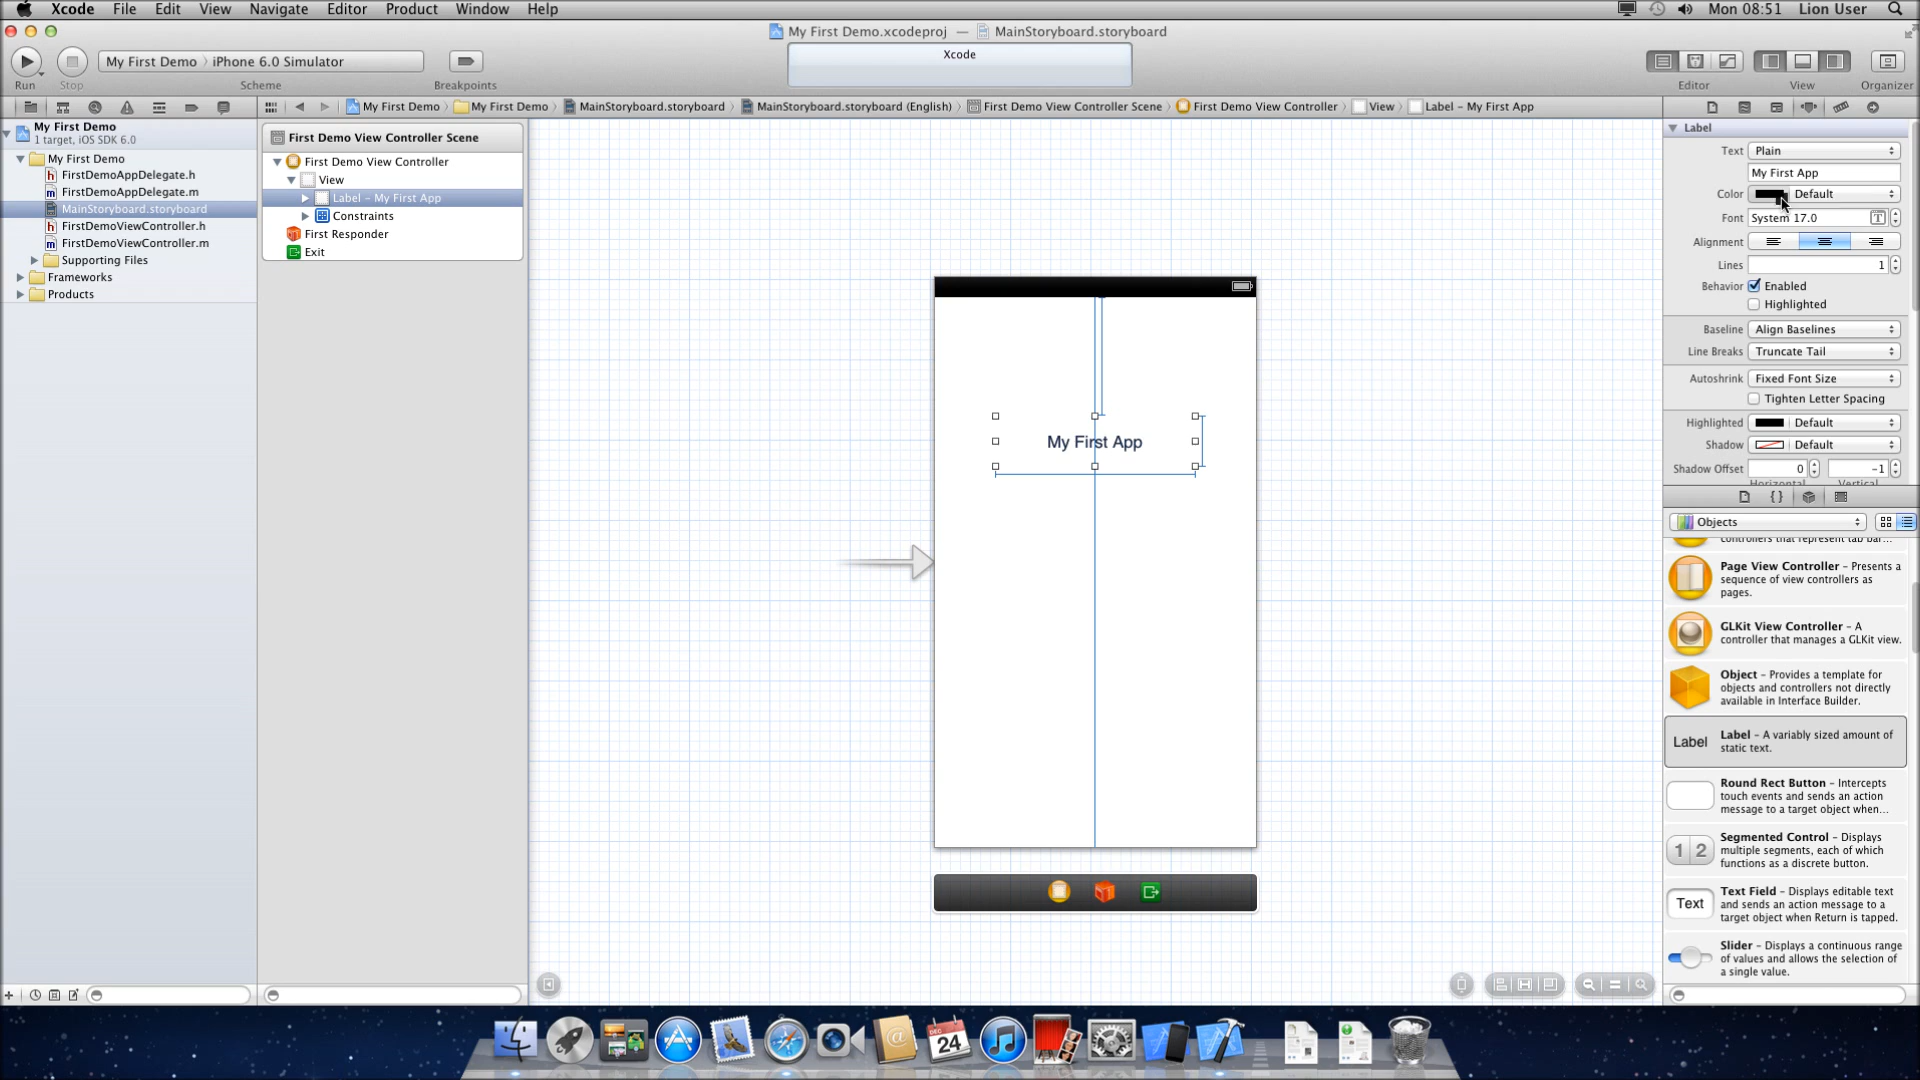 Xcode File Edit View Navigate Editor Product Window Help Mon 08:51 Lion User
My First Demo.xcodeproj — MainStoryboard.storyboard
Xcode
My First Demo › iPhone 6.0 Simulator
Run Stop Scheme Breakpoints Editor View Organizer
My First Demo › My First Demo › MainStoryboard.storyboard › MainStoryboard.storyboard (English) › First Demo View Controller Scene › First Demo View Controller › View › Label – My First App
My First Demo
1 target, iOS SDK 6.0
My First Demo
FirstDemoAppDelegate.h
FirstDemoAppDelegate.m
MainStoryboard.storyboard
FirstDemoViewController.h
FirstDemoViewController.m
Supporting Files
Frameworks
Products
First Demo View Controller Scene
First Demo View Controller
View
Label – My First App
Constraints
First Responder
Exit
My First App
Label
Text Plain
My First App
Color Default
Font System 17.0
Alignment
Lines 1
Behavior Enabled
Highlighted
Baseline Align Baselines
Line Breaks Truncate Tail
Autoshrink Fixed Font Size
Tighten Letter Spacing
Highlighted Default
Shadow Default
Shadow Offset 0 -1
Horizontal Vertical
Objects
controllers that represent tab bar...
Page View Controller – Presents a
sequence of view controllers as
pages.
GLKit View Controller – A
controller that manages a GLKit view.
Object – Provides a template for
objects and controllers not directly
available in Interface Builder.
Label
Label – A variably sized amount of
static text.
Round Rect Button – Intercepts
touch events and sends an action
message to a target object when...
1 2
Segmented Control – Displays
multiple segments, each of which
functions as a discrete button.
Text
Text Field – Displays editable text
and sends an action message to a
target object when Return is tapped.
Slider – Displays a continuous range
of values and allows the selection of
a single value.
DEC
24